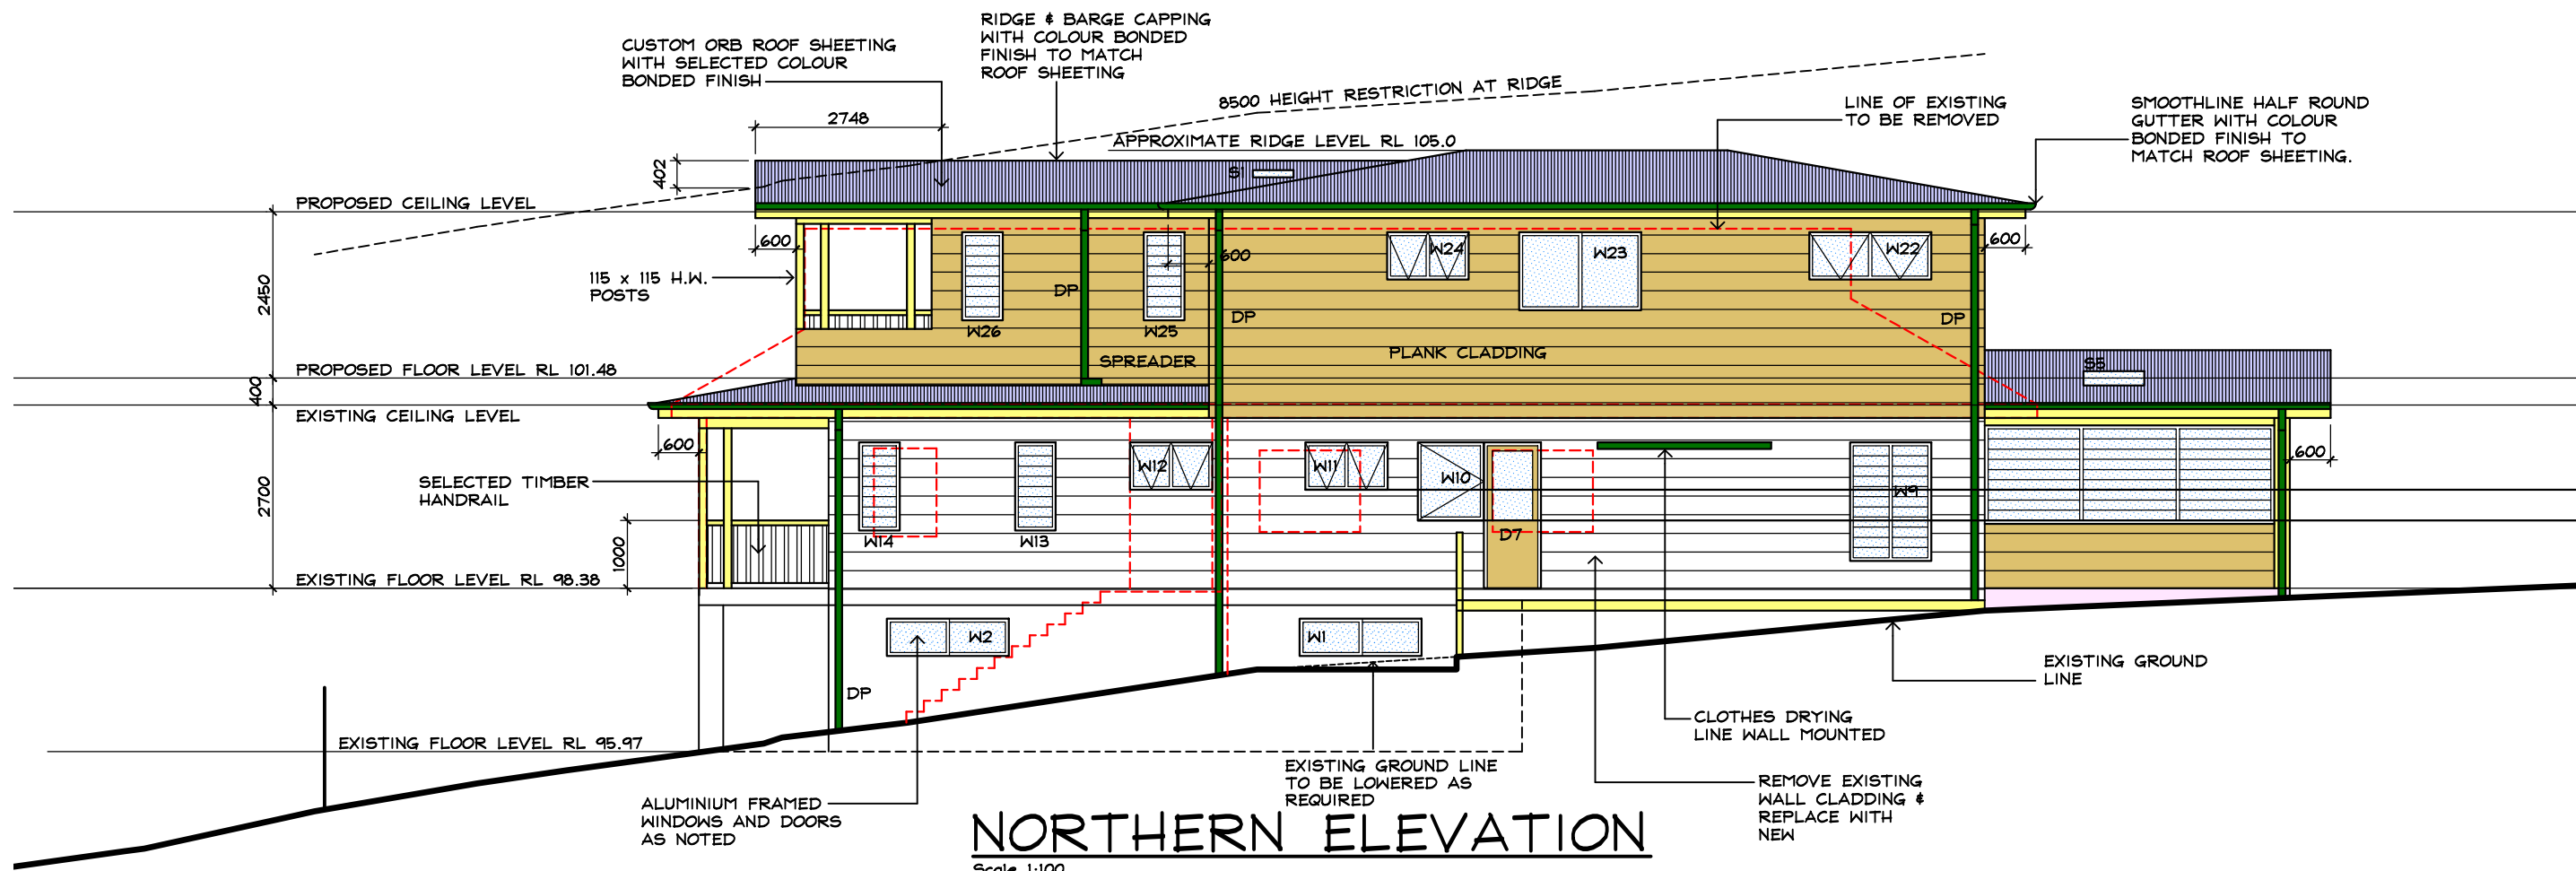 RIDGE & BARGE CAPPING
WITH COLOUR BONDED
FINISH TO MATCH
ROOF SHEETING
CUSTOM ORB ROOF SHEETING
WITH SELECTED COLOUR
BONDED FINISH
8500 HEIGHT RESTRICTION AT RIDGE
LINE OF EXISTING
TO BE REMOVED
SMOOTHLINE HALF ROUND
GUTTER WITH COLOUR
BONDED FINISH TO
MATCH ROOF SHEETING.
2748
APPROXIMATE RIDGE LEVEL RL 105.0
402
S1
PROPOSED CEILING LEVEL
600
600
600
W24
W23
W22
115 x 115 H.W.
POSTS
2450
DP
DP
DP
W26
W25
SPREADER
PLANK CLADDING
S5
PROPOSED FLOOR LEVEL RL 101.48
400
EXISTING CEILING LEVEL
600
600
SELECTED TIMBER
HANDRAIL
2700
1000
W14
W13
W12
W11
W10
D7
W9
EXISTING FLOOR LEVEL RL 98.38
W2
W1
DP
EXISTING GROUND
LINE
CLOTHES DRYING
LINE WALL MOUNTED
EXISTING FLOOR LEVEL RL 95.97
EXISTING GROUND LINE
TO BE LOWERED AS
REQUIRED
REMOVE EXISTING
WALL CLADDING &
REPLACE WITH
NEW
ALUMINIUM FRAMED
WINDOWS AND DOORS
AS NOTED
NORTHERN ELEVATION
Scale 1:100